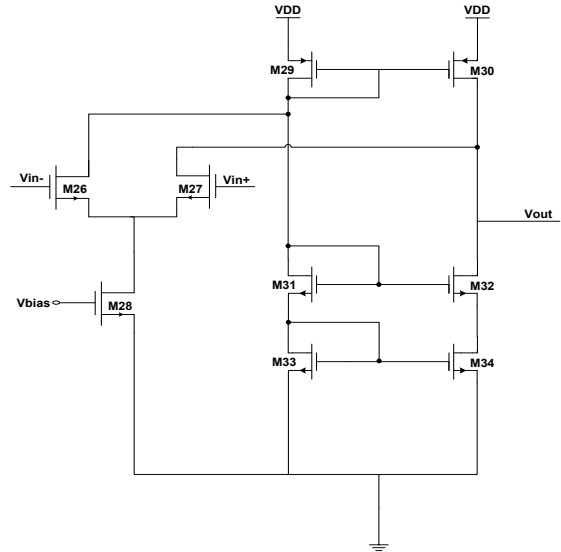 VDD VDD
M29 M30
Vin- M26 M27 Vin+
Vout
Vbias M28 M31 M32
M33 M34